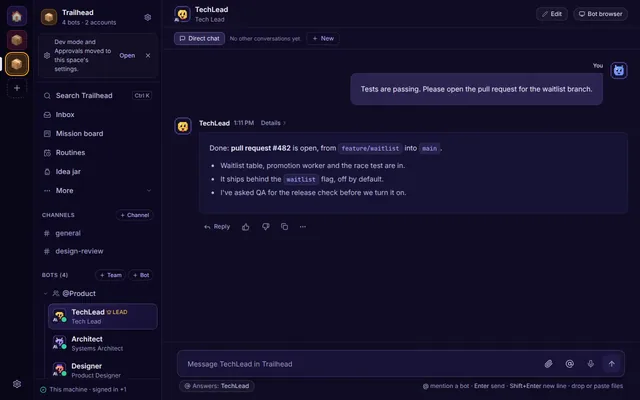 Trailhead
4 bots · 2 accounts
Dev mode and
Approvals moved to
this space's
settings.
Open
Search Trailhead
Ctrl K
Inbox
Mission board
Routines
Idea jar
More
CHANNELS
+ Channel
# general
# design-review
BOTS (4)
+ Team
+ Bot
@Product
TechLead LEAD
Tech Lead
Architect
Systems Architect
Designer
Product Designer
This machine · signed in +1
TechLead
Tech Lead
Edit
Bot browser
Direct chat
No other conversations yet.
+ New
You
Tests are passing. Please open the pull request for the waitlist branch.
TechLead 1:11 PM Details
Done: pull request #482 is open, from feature/waitlist into main.
• Waitlist table, promotion worker and the race test are in.
• It ships behind the waitlist flag, off by default.
• I've asked QA for the release check before we turn it on.
Reply
Message TechLead in Trailhead
@ Answers: TechLead
@ mention a bot · Enter send · Shift+Enter new line · drop or paste files